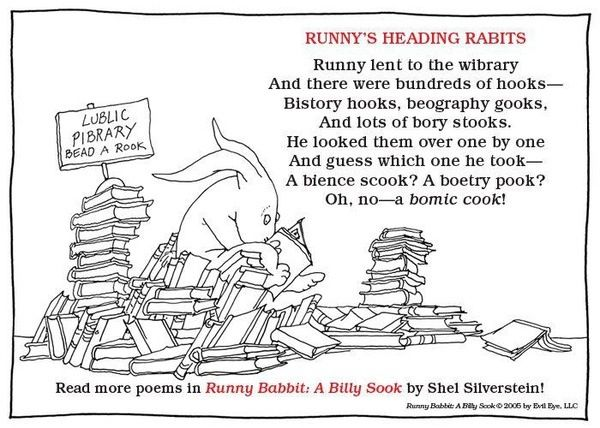 RUNNY'S HEADING RABITS
Runny lent to the wibrary
And there were bundreds of hooks—
Bistory hooks, beography gooks,
And lots of bory stooks.
He looked them over one by one
And guess which one he took—
A bience scook? A boetry pook?
Oh, no—a bomic cook!
LUBLIC
PIBRARY
BEAD A ROOK
Read more poems in Runny Babbit: A Billy Sook by Shel Silverstein!
Runny Babbit: A Billy Sook © 2005 by Evil Eye, LLC